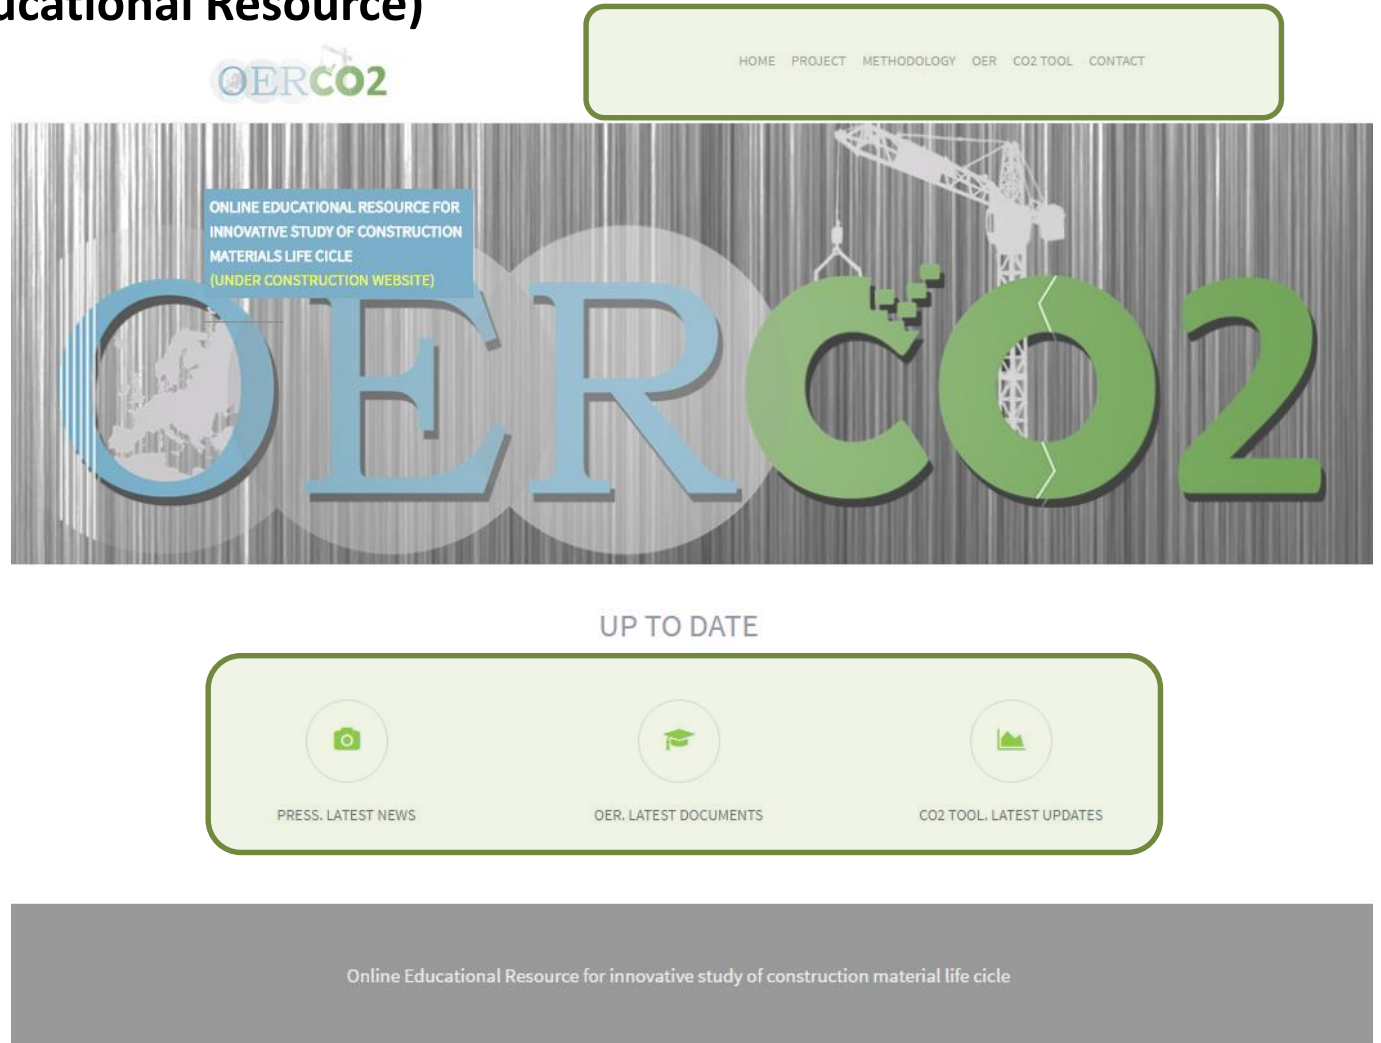 ucational Resource)
OERCO2
HOME PROJECT METHODOLOGY OER CO2 TOOL CONTACT
ONLINE EDUCATIONAL RESOURCE FOR
INNOVATIVE STUDY OF CONSTRUCTION
MATERIALS LIFE CICLE
(UNDER CONSTRUCTION WEBSITE)
OERCO2
UP TO DATE
PRESS. LATEST NEWS
OER. LATEST DOCUMENTS
CO2 TOOL. LATEST UPDATES
Online Educational Resource for innovative study of construction material life cicle